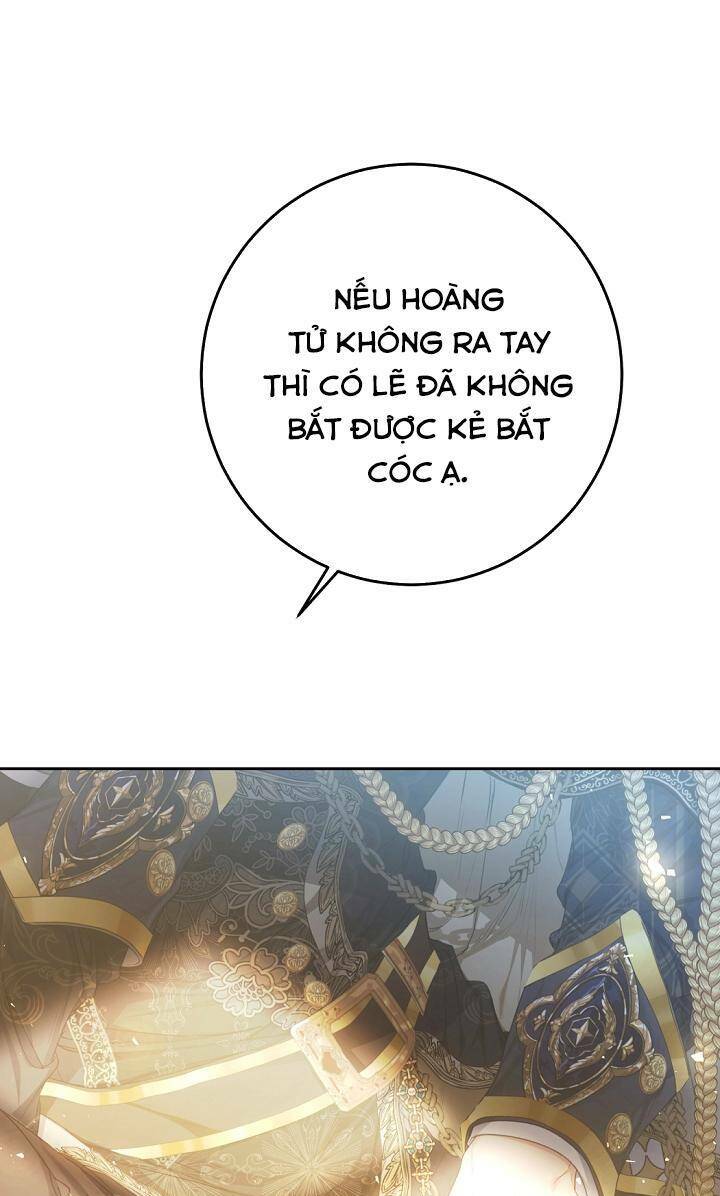 NẾU HOÀNG
TỬ KHÔNG RA TAY
THÌ CÓ LẼ ĐÃ KHÔNG
BẮT ĐƯỢC KẺ BẮT
CÓC Ạ.